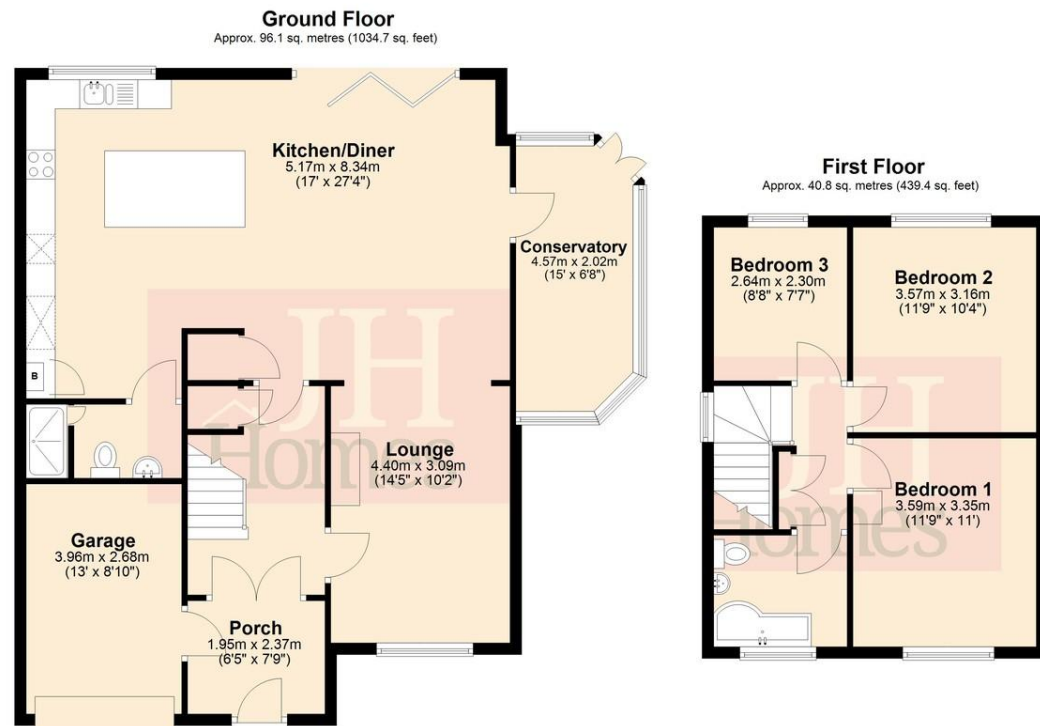 Ground Floor
Approx. 96.1 sq. metres (1034.7 sq. feet)
Kitchen/Diner
5.17m x 8.34m
(17' x 27'4")
Conservatory
4.57m x 2.02m
(15' x 6'8")
B
Lounge
4.40m x 3.09m
(14'5" x 10'2")
Garage
3.96m x 2.68m
(13' x 8'10")
Porch
1.95m x 2.37m
(6'5" x 7'9")
JH
Homes
First Floor
Approx. 40.8 sq. metres (439.4 sq. feet)
Bedroom 3
2.64m x 2.30m
(8'8" x 7'7")
Bedroom 2
3.57m x 3.16m
(11'9" x 10'4")
Bedroom 1
3.59m x 3.35m
(11'9" x 11')
JH
Homes